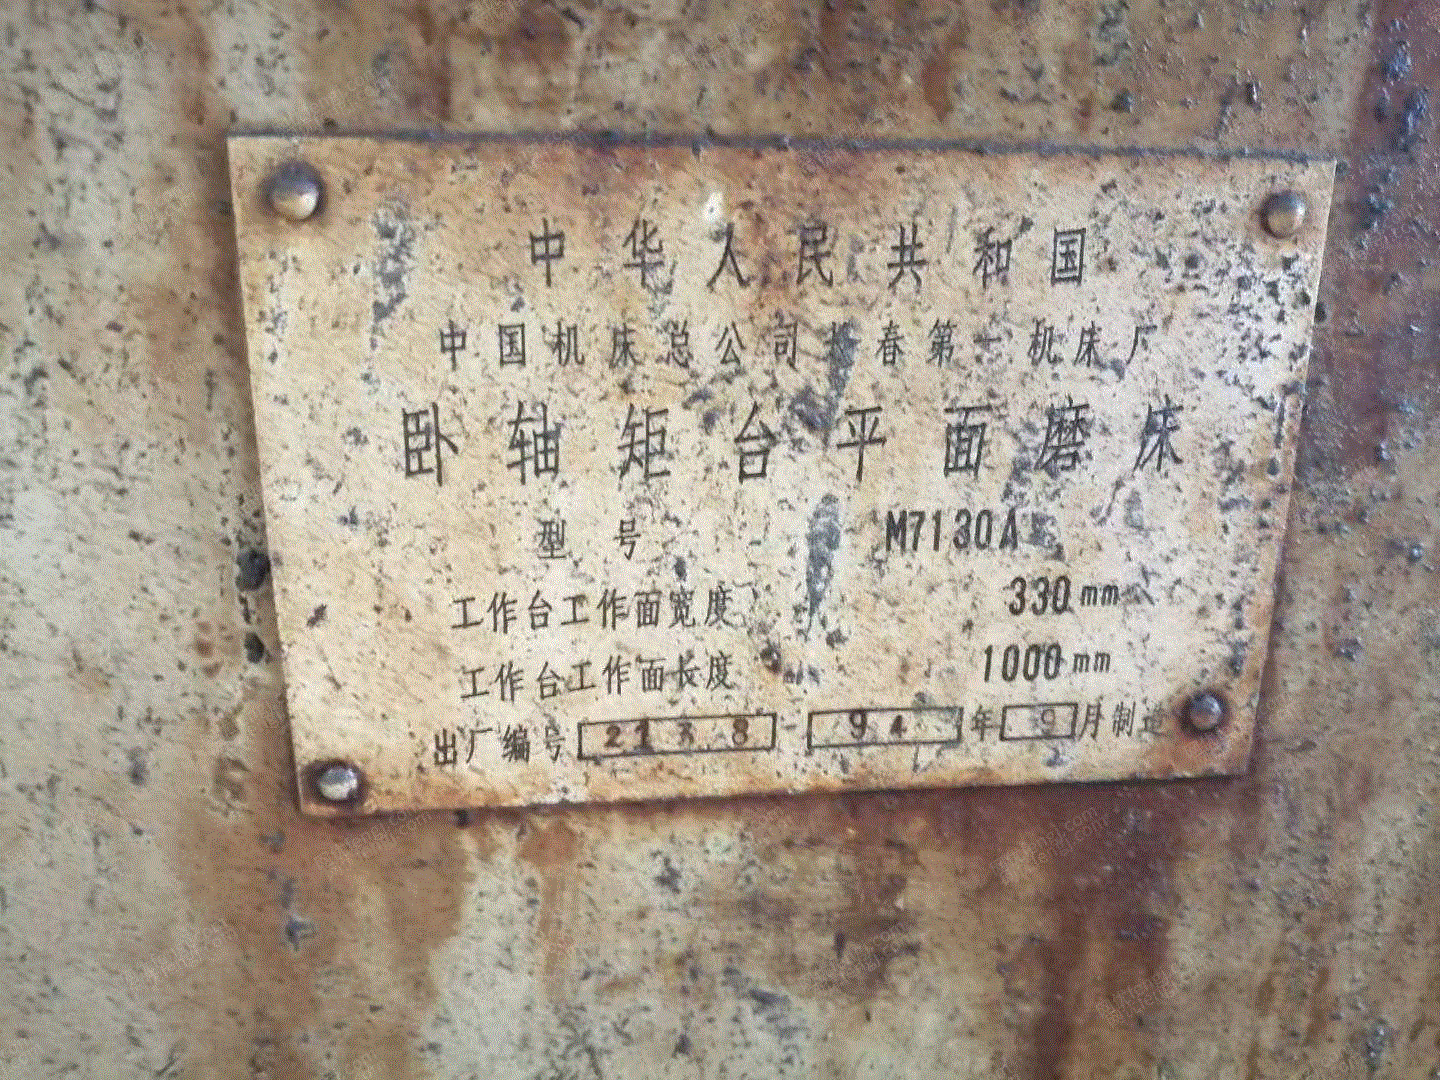 中华人民共和国
中国机床总公司长春第一机床厂
卧轴矩台平面磨床
型号 M7130A
工作台工作面宽度 330mm
工作台工作面长度 1000mm
出厂编号 94年9月制造